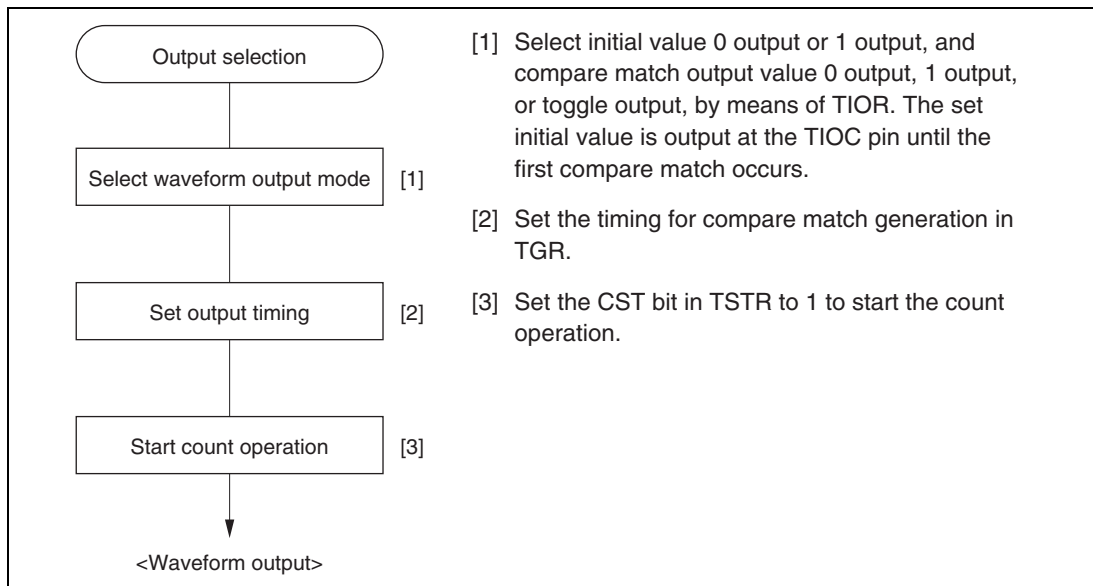 Output selection
Select waveform output mode [1]
Set output timing [2]
Start count operation [3]
<Waveform output>
[1] Select initial value 0 output or 1 output, and
compare match output value 0 output, 1 output,
or toggle output, by means of TIOR. The set
initial value is output at the TIOC pin until the
first compare match occurs.
[2] Set the timing for compare match generation in
TGR.
[3] Set the CST bit in TSTR to 1 to start the count
operation.